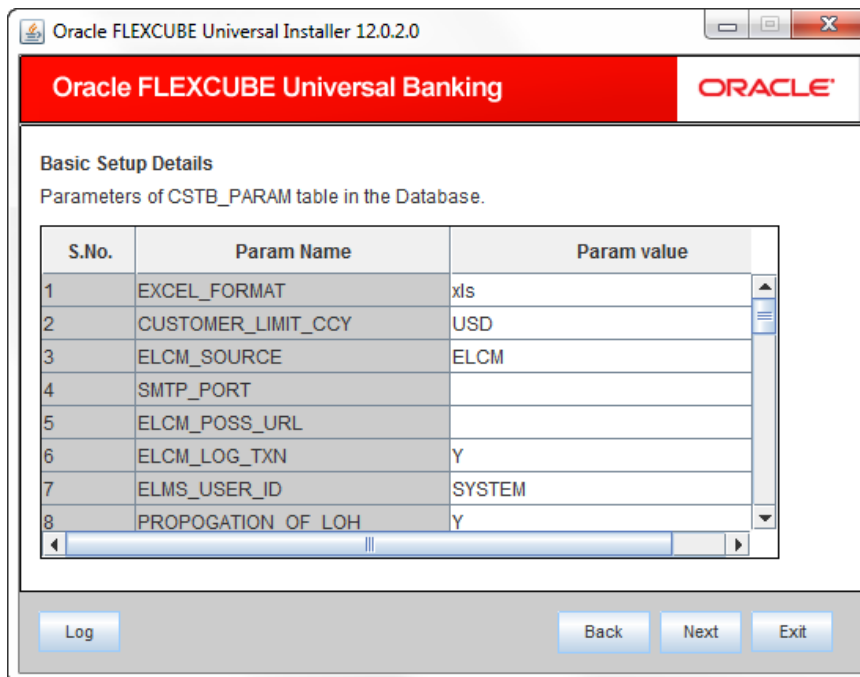 Oracle FLEXCUBE Universal Installer 12.0.2.0
Oracle FLEXCUBE Universal Banking ORACLE
Basic Setup Details
Parameters of CSTB_PARAM table in the Database.
S.No. Param Name Param value
1 EXCEL_FORMAT xls
2 CUSTOMER_LIMIT_CCY USD
3 ELCM_SOURCE ELCM
4 SMTP_PORT
5 ELCM_POSS_URL
6 ELCM_LOG_TXN Y
7 ELMS_USER_ID SYSTEM
8 PROPOGATION_OF_LOH Y
Log Back Next Exit